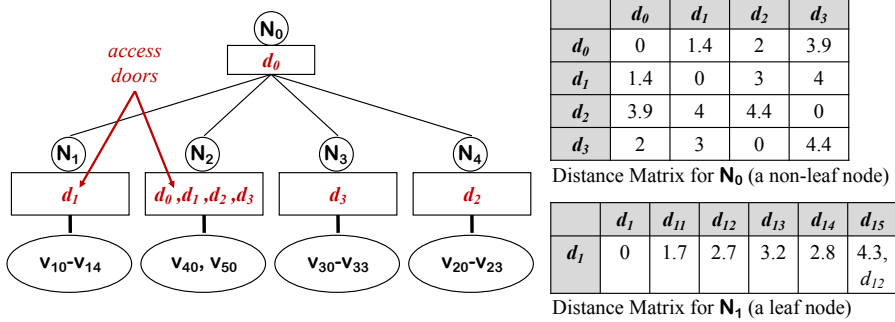 N0
access
doors
d0
N1 N2 N3 N4
d1 d0 ,d1 ,d2 ,d3 d3 d2
v10-v14 v40, v50 v30-v33 v20-v23
d0 d1 d2 d3
d0 0 1.4 2 3.9
d1 1.4 0 3 4
d2 3.9 4 4.4 0
d3 2 3 0 4.4
Distance Matrix for N0 (a non-leaf node)
d1 d11 d12 d13 d14 d15
d1 0 1.7 2.7 3.2 2.8 4.3,
d12
Distance Matrix for N1 (a leaf node)